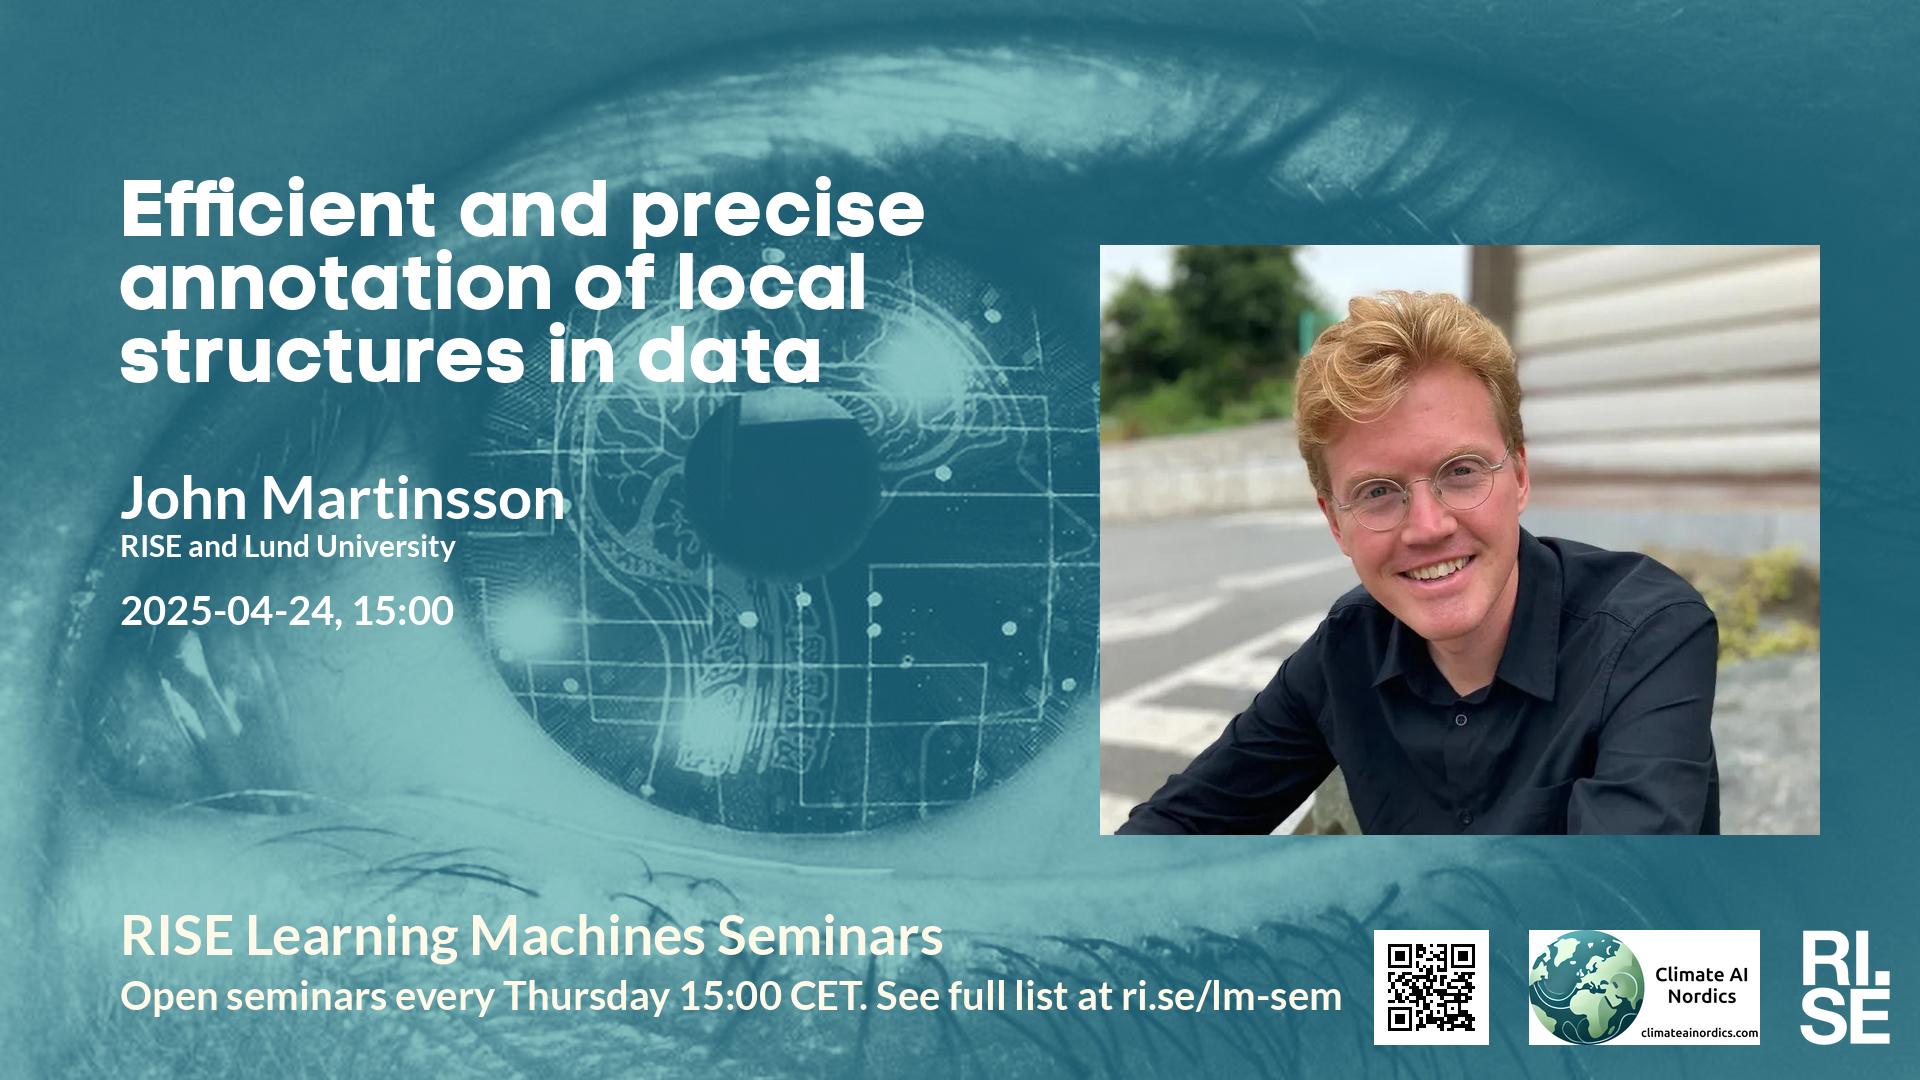 Efficient and precise
annotation of local
structures in data
John Martinsson
RISE and Lund University
2025-04-24, 15:00
RISE Learning Machines Seminars
Open seminars every Thursday 15:00 CET. See full list at ri.se/lm-sem
Climate AI
Nordics
climateainordics.com
RI.
SE